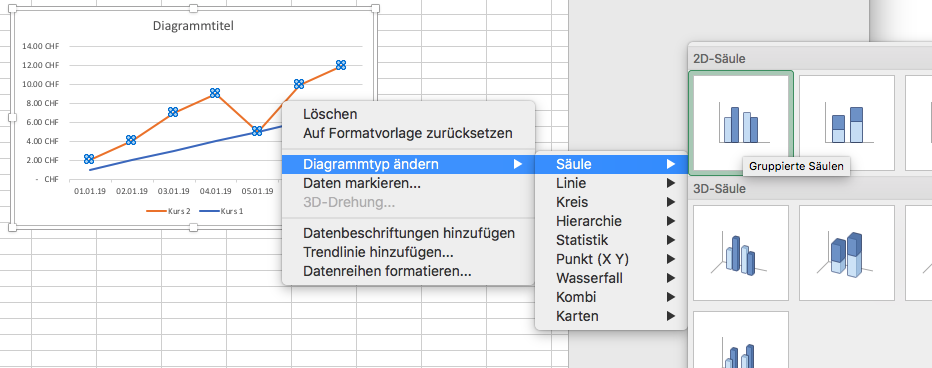 Diagrammtitel
14.00 CHF
12.00 CHF
10.00 CHF
8.00 CHF
6.00 CHF
4.00 CHF
2.00 CHF
- CHF
01.01.19 02.01.19 03.01.19 04.01.19 05.01.
Kurs 2 Kurs 1
Löschen
Auf Formatvorlage zurücksetzen
Diagrammtyp ändern
Daten markieren...
3D-Drehung...
Datenbeschriftungen hinzufügen
Trendlinie hinzufügen...
Datenreihen formatieren...
Säule
Linie
Kreis
Hierarchie
Statistik
Punkt (X Y)
Wasserfall
Kombi
Karten
2D-Säule
Gruppierte Säulen
3D-Säule